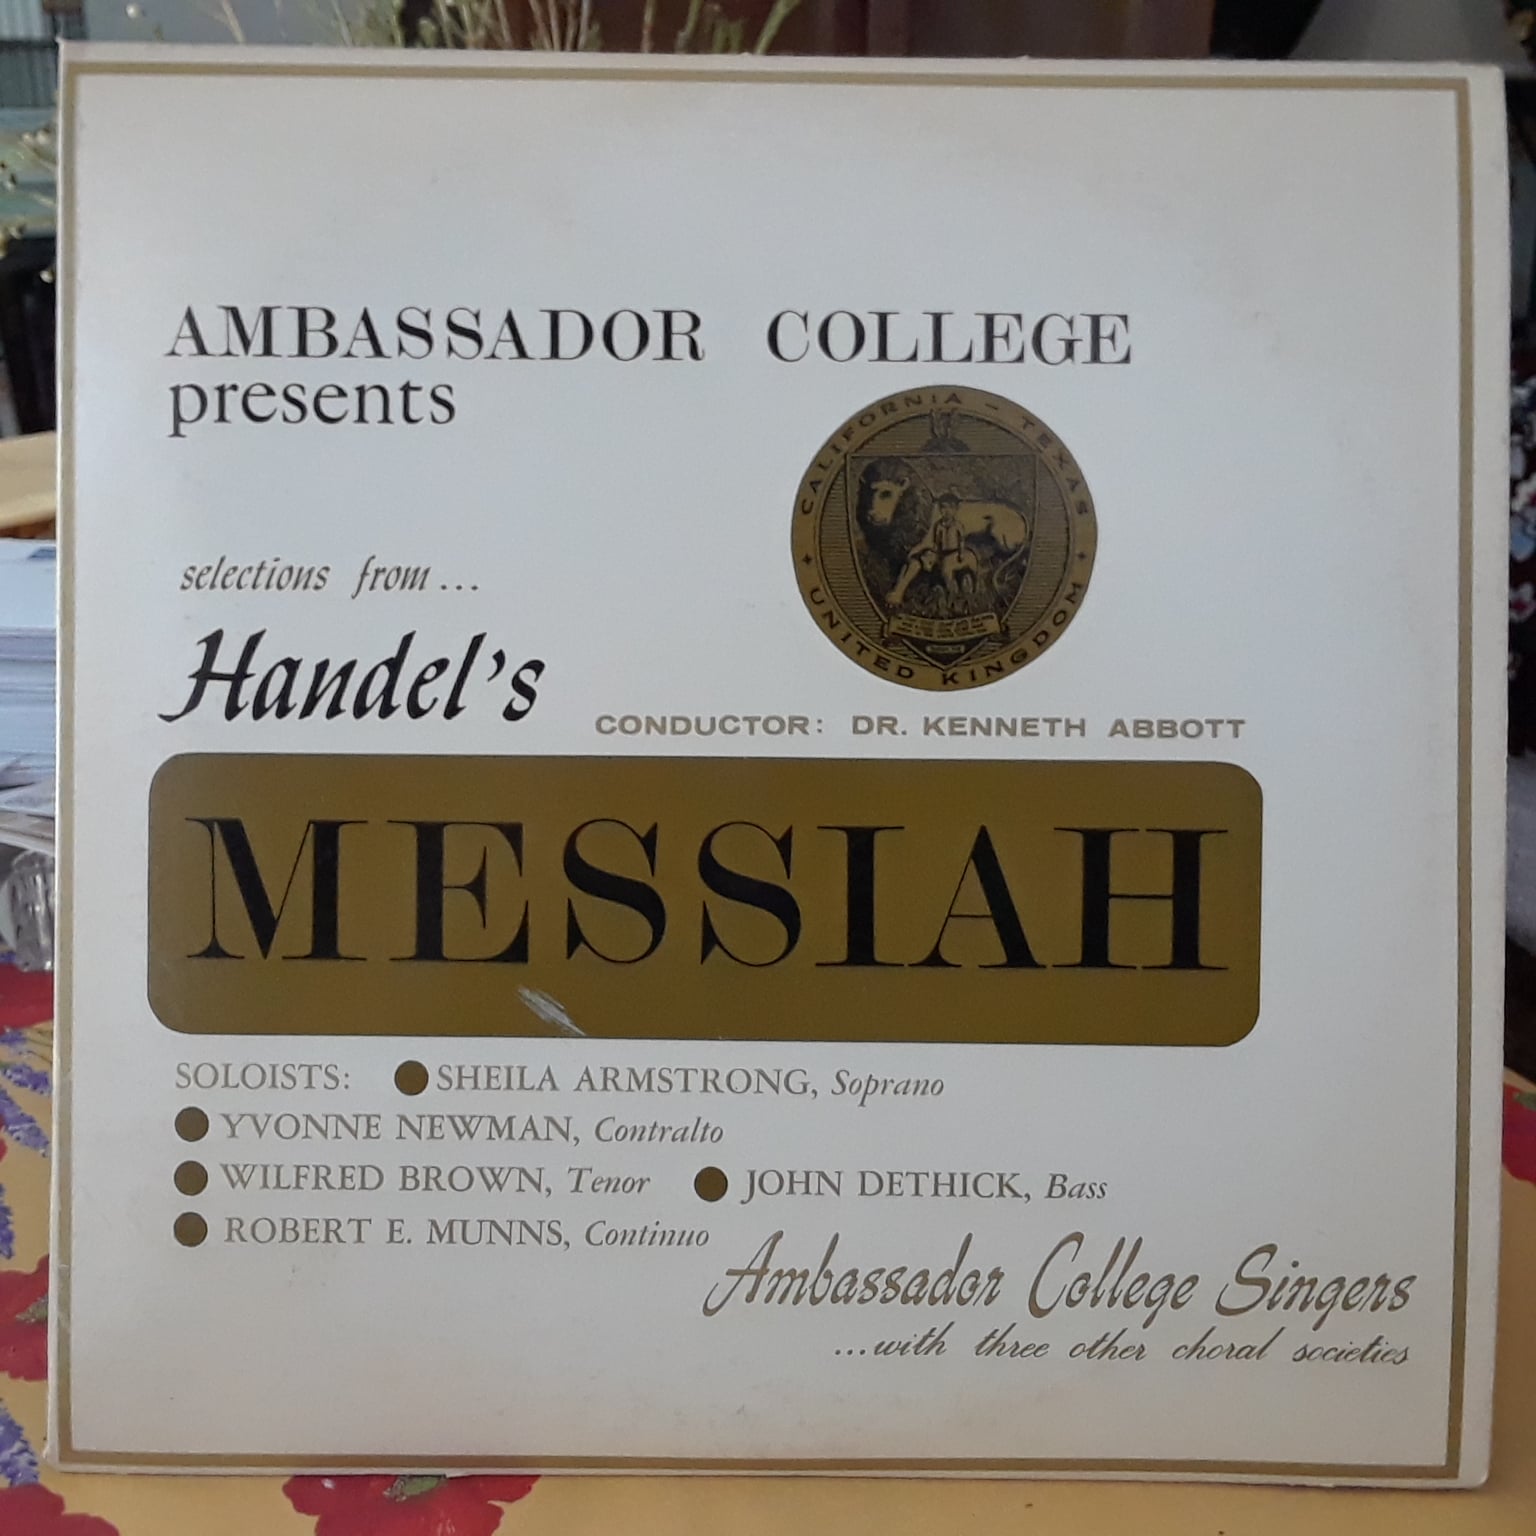 AMBASSADOR COLLEGE
presents
CALIFORNIA - TEXAS
UNITED KINGDOM
selections from...
Handel's
CONDUCTOR: DR. KENNETH ABBOTT
MESSIAH
SOLOISTS: ● SHEILA ARMSTRONG, Soprano
● YVONNE NEWMAN, Contralto
● WILFRED BROWN, Tenor ● JOHN DETHICK, Bass
● ROBERT E. MUNNS, Continuo
Ambassador College Singers
...with three other choral societies